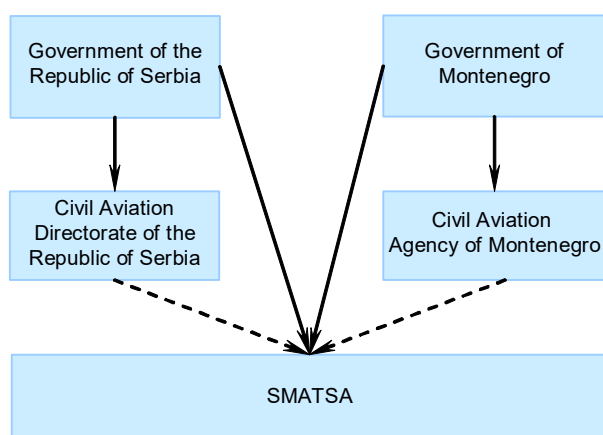 Government of the
Republic of Serbia
Government of
Montenegro
Civil Aviation
Directorate of the
Republic of Serbia
Civil Aviation
Agency of Montenegro
SMATSA